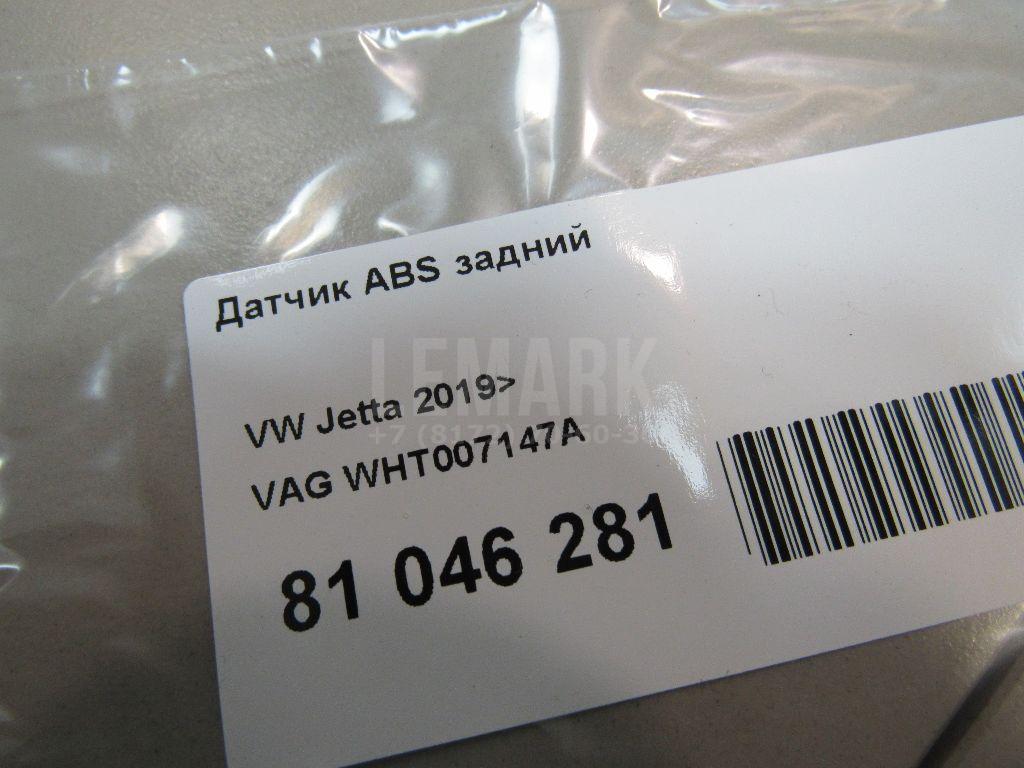 Датчик ABS задний
LEMARK
VW Jetta 2019>
VAG WHT007147A
81 046 281